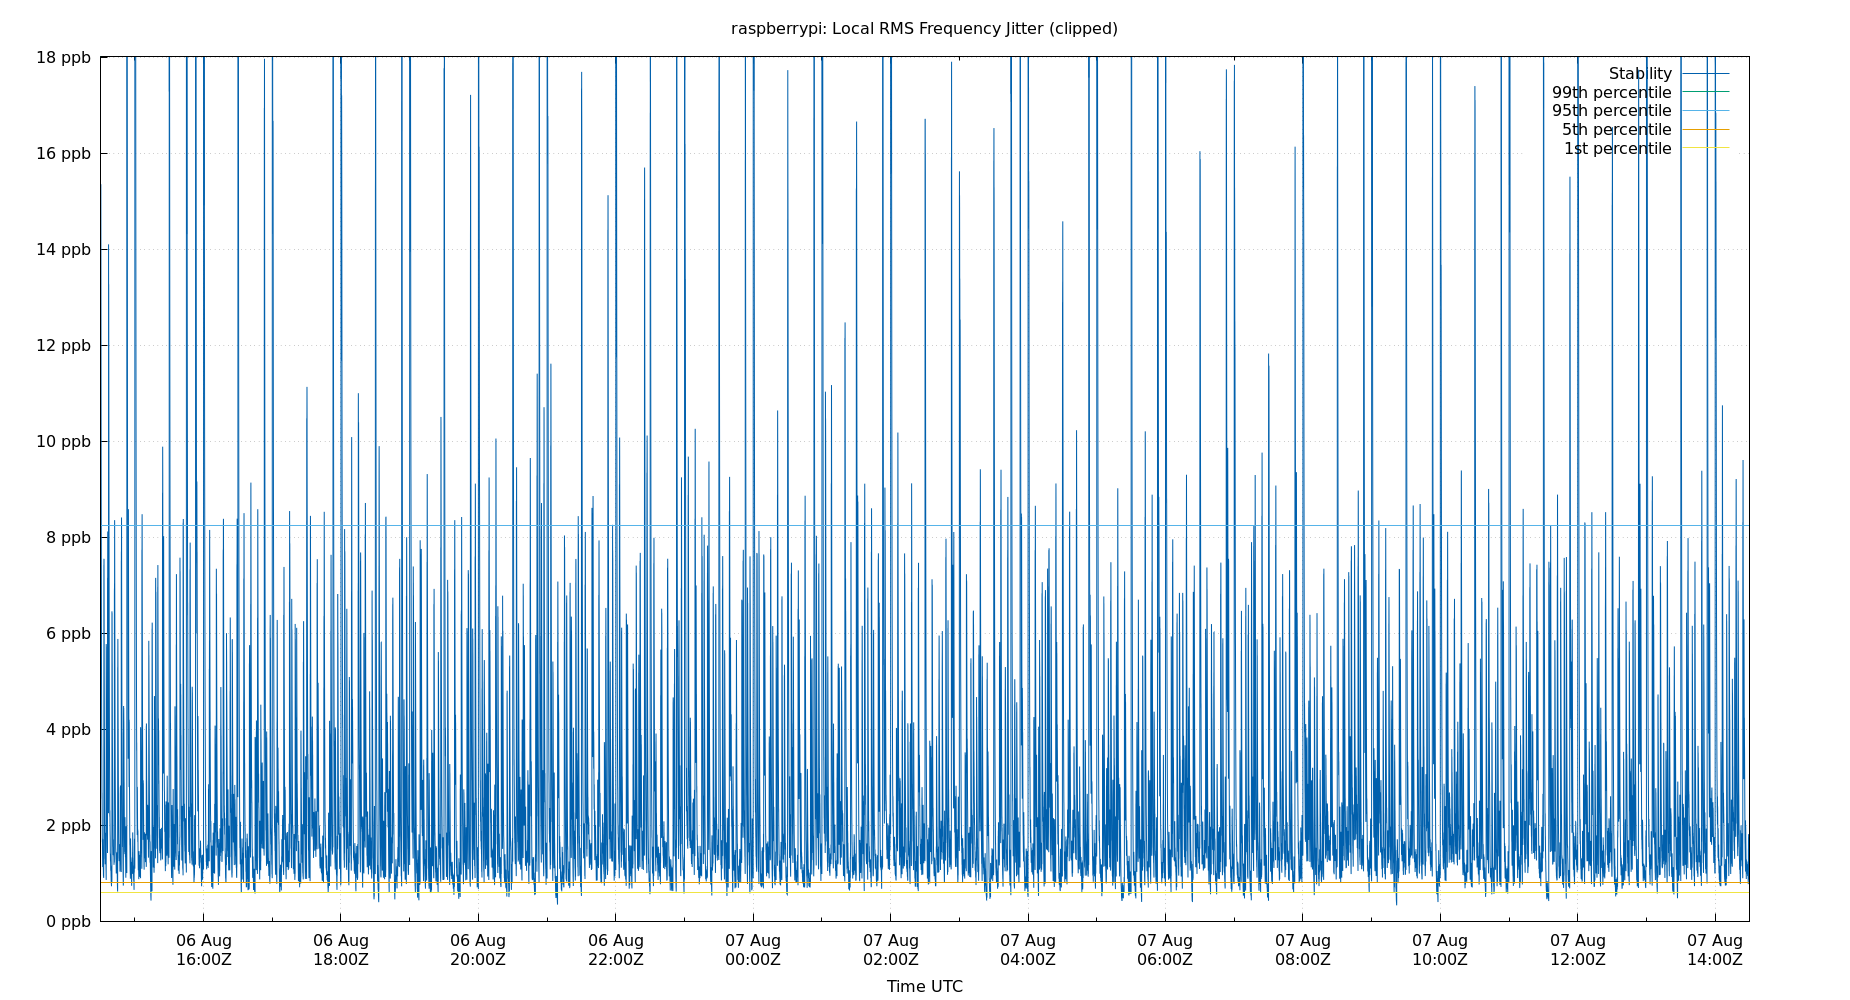 raspberrypi: Local RMS Frequency Jitter (clipped)
18 ppb
16 ppb
14 ppb
12 ppb
10 ppb
8 ppb
6 ppb
4 ppb
2 ppb
0 ppb
Stability
99th percentile
95th percentile
5th percentile
1st percentile
06 Aug 06 Aug 06 Aug 06 Aug 07 Aug 07 Aug 07 Aug 07 Aug 07 Aug 07 Aug 07 Aug 07 Aug
16:00Z 18:00Z 20:00Z 22:00Z 00:00Z 02:00Z 04:00Z 06:00Z 08:00Z 10:00Z 12:00Z 14:00Z
Time UTC